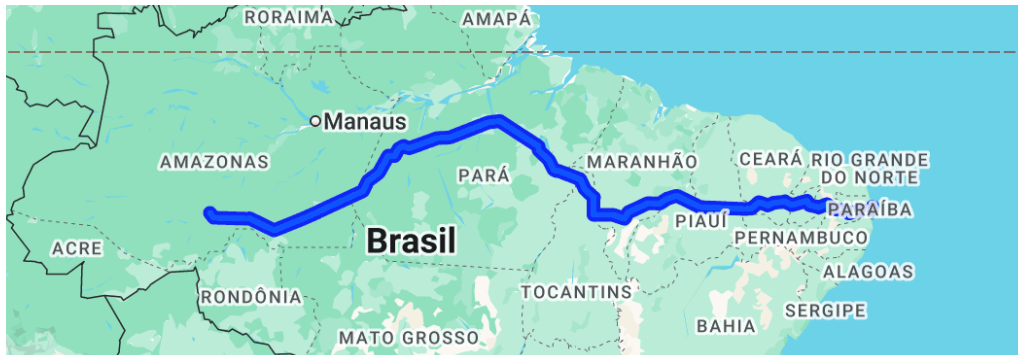 RORAIMA
AMAPÁ
Manaus
AMAZONAS
PARÁ
MARANHÃO
CEARÁ
RIO GRANDE
DO NORTE
PIAUÍ
PARAÍBA
ACRE
Brasil
PERNAMBUCO
ALAGOAS
RONDÔNIA
TOCANTINS
SERGIPE
BAHIA
MATO GROSSO